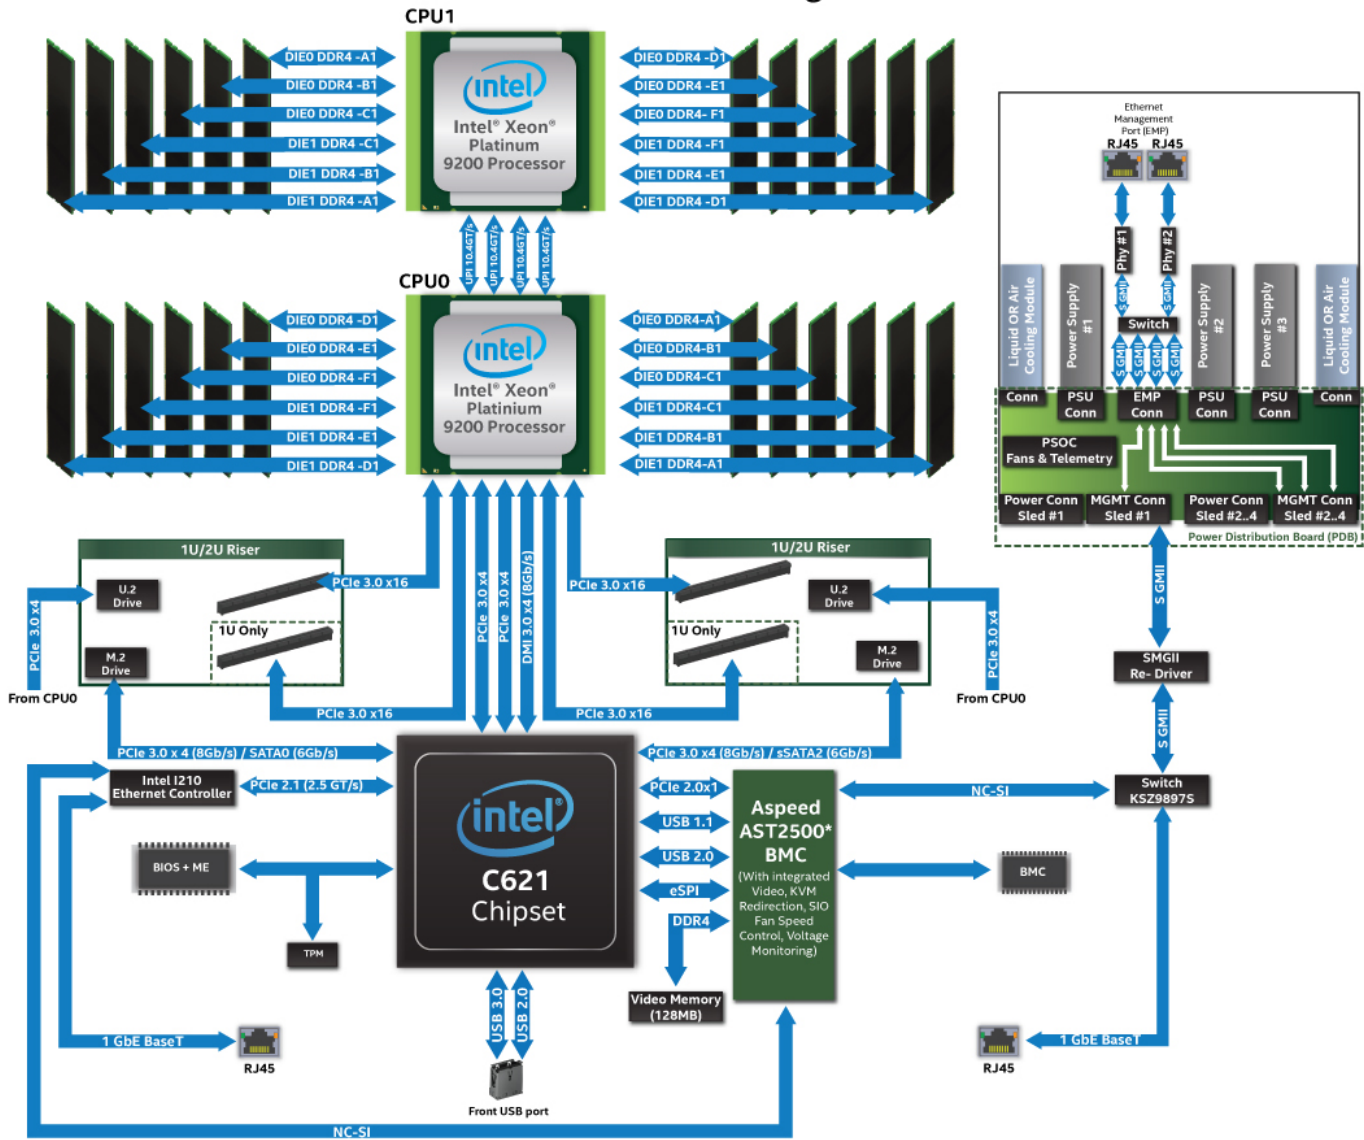 CPU1
DIE0 DDR4 -A1
DIE0 DDR4 -B1
DIE0 DDR4 -C1
DIE1 DDR4 -C1
DIE1 DDR4 -B1
DIE1 DDR4 -A1
intel
Intel® Xeon®
Platinum
9200 Processor
DIE0 DDR4 -D1
DIE0 DDR4 -E1
DIE0 DDR4- F1
DIE1 DDR4 -F1
DIE1 DDR4 -E1
DIE1 DDR4 -D1
UPI 10.4GT/s
UPI 10.4GT/s
UPI 10.4GT/s
UPI 10.4GT/s
CPU0
DIE0 DDR4 -D1
DIE0 DDR4 -E1
DIE0 DDR4 -F1
DIE1 DDR4 -F1
DIE1 DDR4 -E1
DIE1 DDR4 -D1
intel
Intel® Xeon®
Platinium
9200 Processor
DIE0 DDR4-A1
DIE0 DDR4-B1
DIE0 DDR4-C1
DIE1 DDR4-C1
DIE1 DDR4-B1
DIE1 DDR4-A1
Ethernet
Management
Port (EMP)
RJ45
RJ45
Phy #1
Phy #2
S GMII
S GMII
Switch
S GMII
S GMII
S GMII
S GMII
Liquid OR Air
Cooling Module
Power Supply
#1
Power Supply
#2
Power Supply
#3
Liquid OR Air
Cooling Module
Conn
PSU
Conn
EMP
Conn
PSU
Conn
PSU
Conn
Conn
PSOC
Fans & Telemetry
Power Conn
Sled #1
MGMT Conn
Sled #1
Power Conn
Sled #2..4
MGMT Conn
Sled #2..4
Power Distribution Board (PDB)
S GMII
SMGII
Re- Driver
S GMII
Switch
KSZ9897S
1U/2U Riser
U.2
Drive
M.2
Drive
1U Only
PCIe 3.0 x4
From CPU0
PCIe 3.0 x16
PCIe 3.0 x16
PCIe 3.0 x4
PCIe 3.0 x4
DMI 3.0 x4 (8Gb/s)
PCIe 3.0 x16
PCIe 3.0 x16
1U/2U Riser
U.2
Drive
M.2
Drive
1U Only
PCIe 3.0 x4
From CPU0
PCIe 3.0 x 4 (8Gb/s) / SATA0 (6Gb/s)
PCIe 3.0 x4 (8Gb/s) / sSATA2 (6Gb/s)
Intel I210
Ethernet Controller
PCIe 2.1 (2.5 GT/s)
BIOS + ME
TPM
intel
C621
Chipset
PCIe 2.0x1
USB 1.1
USB 2.0
eSPI
DDR4
Video Memory
(128MB)
Aspeed
AST2500*
BMC
(With integrated
Video, KVM
Redirection, SIO
Fan Speed
Control, Voltage
Monitoring)
NC-SI
BMC
1 GbE BaseT
RJ45
USB 3.0
USB 2.0
Front USB port
RJ45
1 GbE BaseT
NC-SI